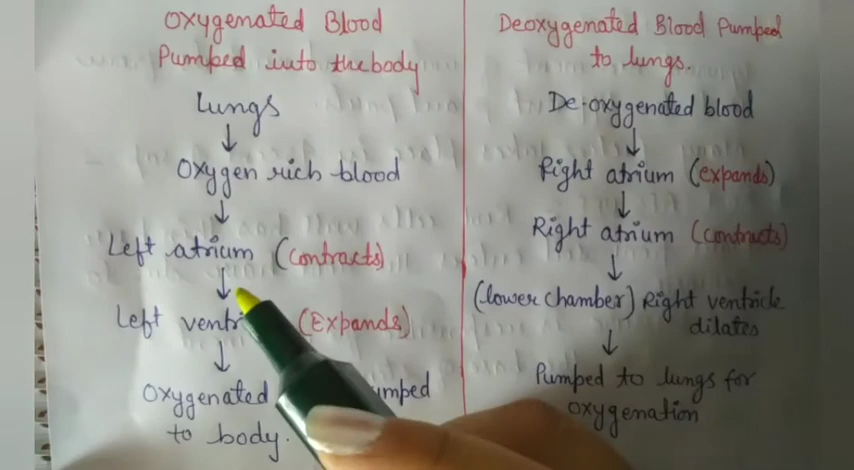 Oxygenated Blood
Pumped into the body
Lungs
Oxygen rich blood
Left atrium (contracts)
Left (Expands)
Oxygenated
to body.
Deoxygenated Blood Pumped
to lungs.
De-oxygenated blood
Right atrium (expands)
Right atrium (contracts)
(lower chamber) Right ventricle
dilates
Pumped to lungs for
oxygenation